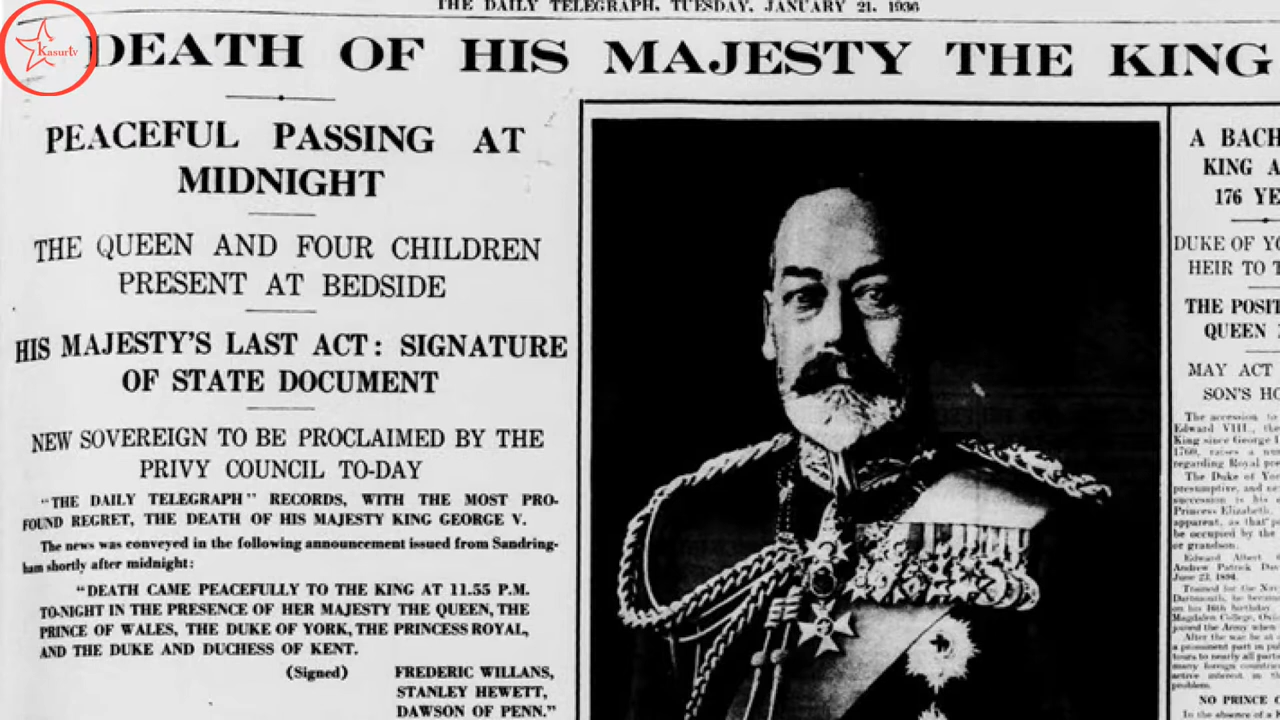 THE DAILY TELEGRAPH, TUESDAY, JANUARY 21, 1936
Kasurtv
DEATH OF HIS MAJESTY THE KING
PEACEFUL PASSING AT
MIDNIGHT
THE QUEEN AND FOUR CHILDREN
PRESENT AT BEDSIDE
HIS MAJESTY'S LAST ACT: SIGNATURE
OF STATE DOCUMENT
NEW SOVEREIGN TO BE PROCLAIMED BY THE
PRIVY COUNCIL TO-DAY
"THE DAILY TELEGRAPH" RECORDS, WITH THE MOST PRO-
FOUND REGRET, THE DEATH OF HIS MAJESTY KING GEORGE V.
The news was conveyed in the following announcement issued from Sandring-
ham shortly after midnight:
"DEATH CAME PEACEFULLY TO THE KING AT 11.55 P.M.
TO-NIGHT IN THE PRESENCE OF HER MAJESTY THE QUEEN, THE
PRINCE OF WALES, THE DUKE OF YORK, THE PRINCESS ROYAL,
AND THE DUKE AND DUCHESS OF KENT.
(Signed) FREDERIC WILLANS,
STANLEY HEWETT,
DAWSON OF PENN."
A BACH
KING A
176 YE
DUKE OF YO
HEIR TO T
THE POSIT
QUEEN
MAY ACT
SON'S HO
The accession
Edward VIII., the
King since George
1760, raises a
regarding Royal
The Duke of Yor
presumptive, and
succession is his
Princess Elizabeth.
apparent, as that
be occupied by the
or grandson.
Edward Albert
Andrew Patrick Dav
June 23, 1894.
Trained for the Nav
Dartmouth, he became
on his 16th birthday
Magdalen College, Oxf
joined the Army when
After the war he
a prominent part in
tours to nearly all
many foreign countries
active interest in
problem.
NO PRINCE
In the absence of a